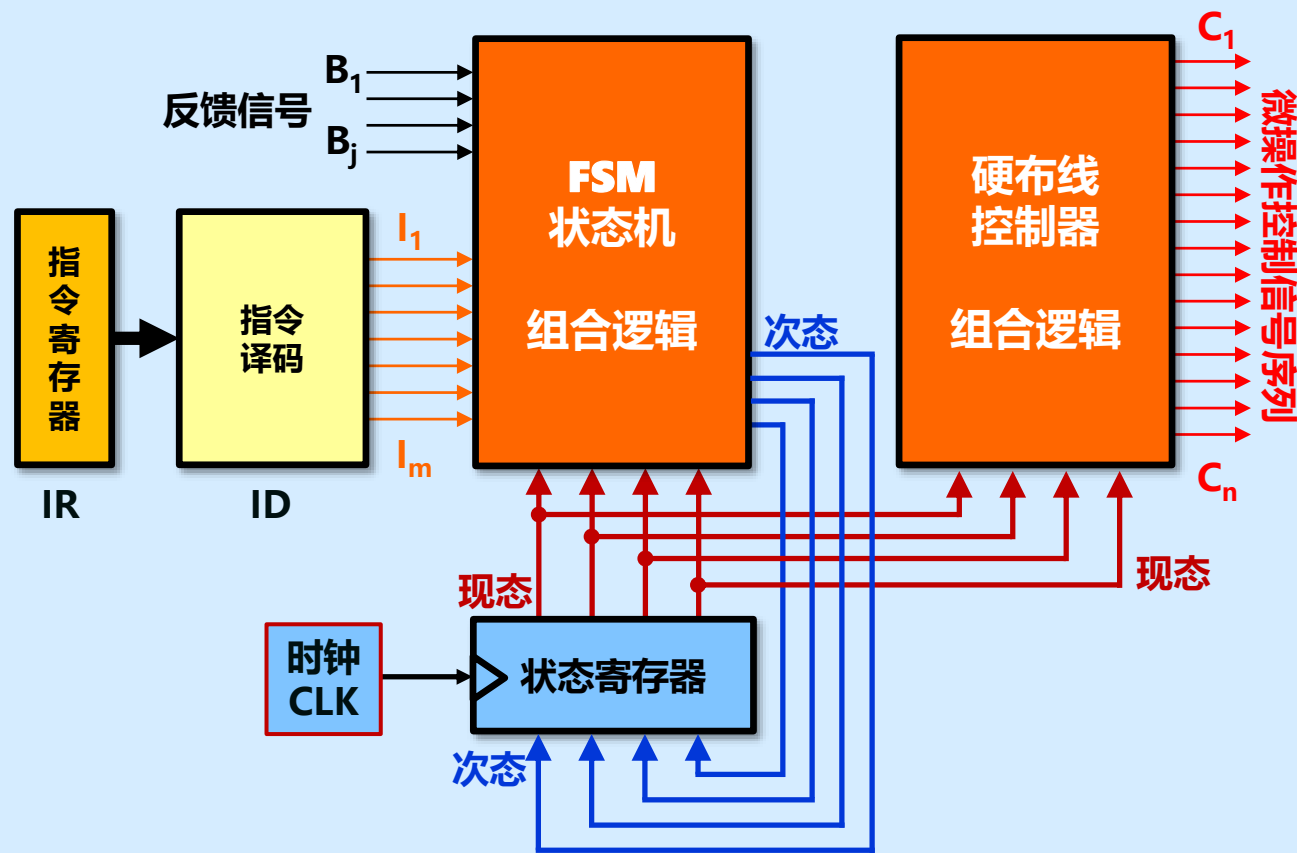 B1
反馈信号
Bj
指令寄存器
IR
指令
译码
ID
I1
Im
FSM
状态机
组合逻辑
次态
硬布线
控制器
组合逻辑
C1
微操作控制信号序列
Cn
现态
现态
时钟
CLK
状态寄存器
次态